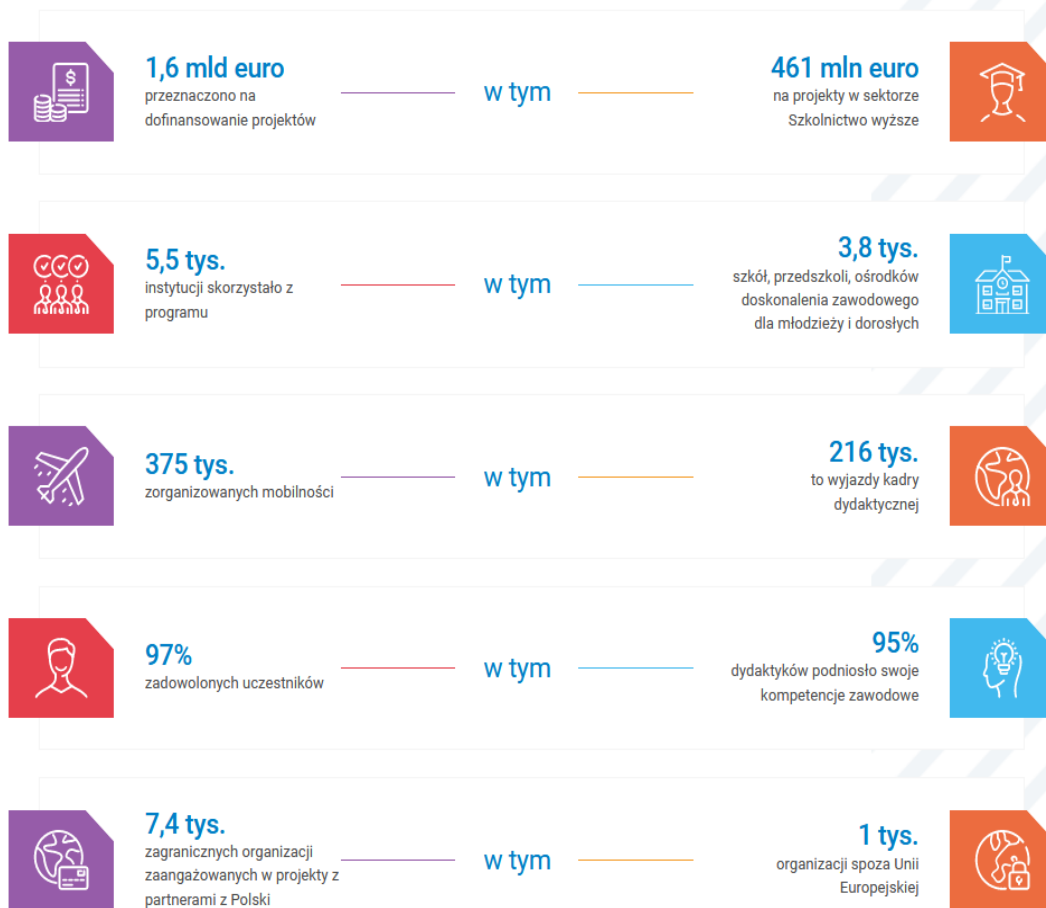 1,6 mld euro
przeznaczono na
dofinansowanie projektów
w tym
461 mln euro
na projekty w sektorze
Szkolnictwo wyższe
5,5 tys.
instytucji skorzystało z
programu
w tym
3,8 tys.
szkół, przedszkoli, ośrodków
doskonalenia zawodowego
dla młodzieży i dorosłych
375 tys.
zorganizowanych mobilności
w tym
216 tys.
to wyjazdy kadry
dydaktycznej
97%
zadowolonych uczestników
w tym
95%
dydaktyków podniosło swoje
kompetencje zawodowe
7,4 tys.
zagranicznych organizacji
zaangażowanych w projekty z
partnerami z Polski
w tym
1 tys.
organizacji spoza Unii
Europejskiej